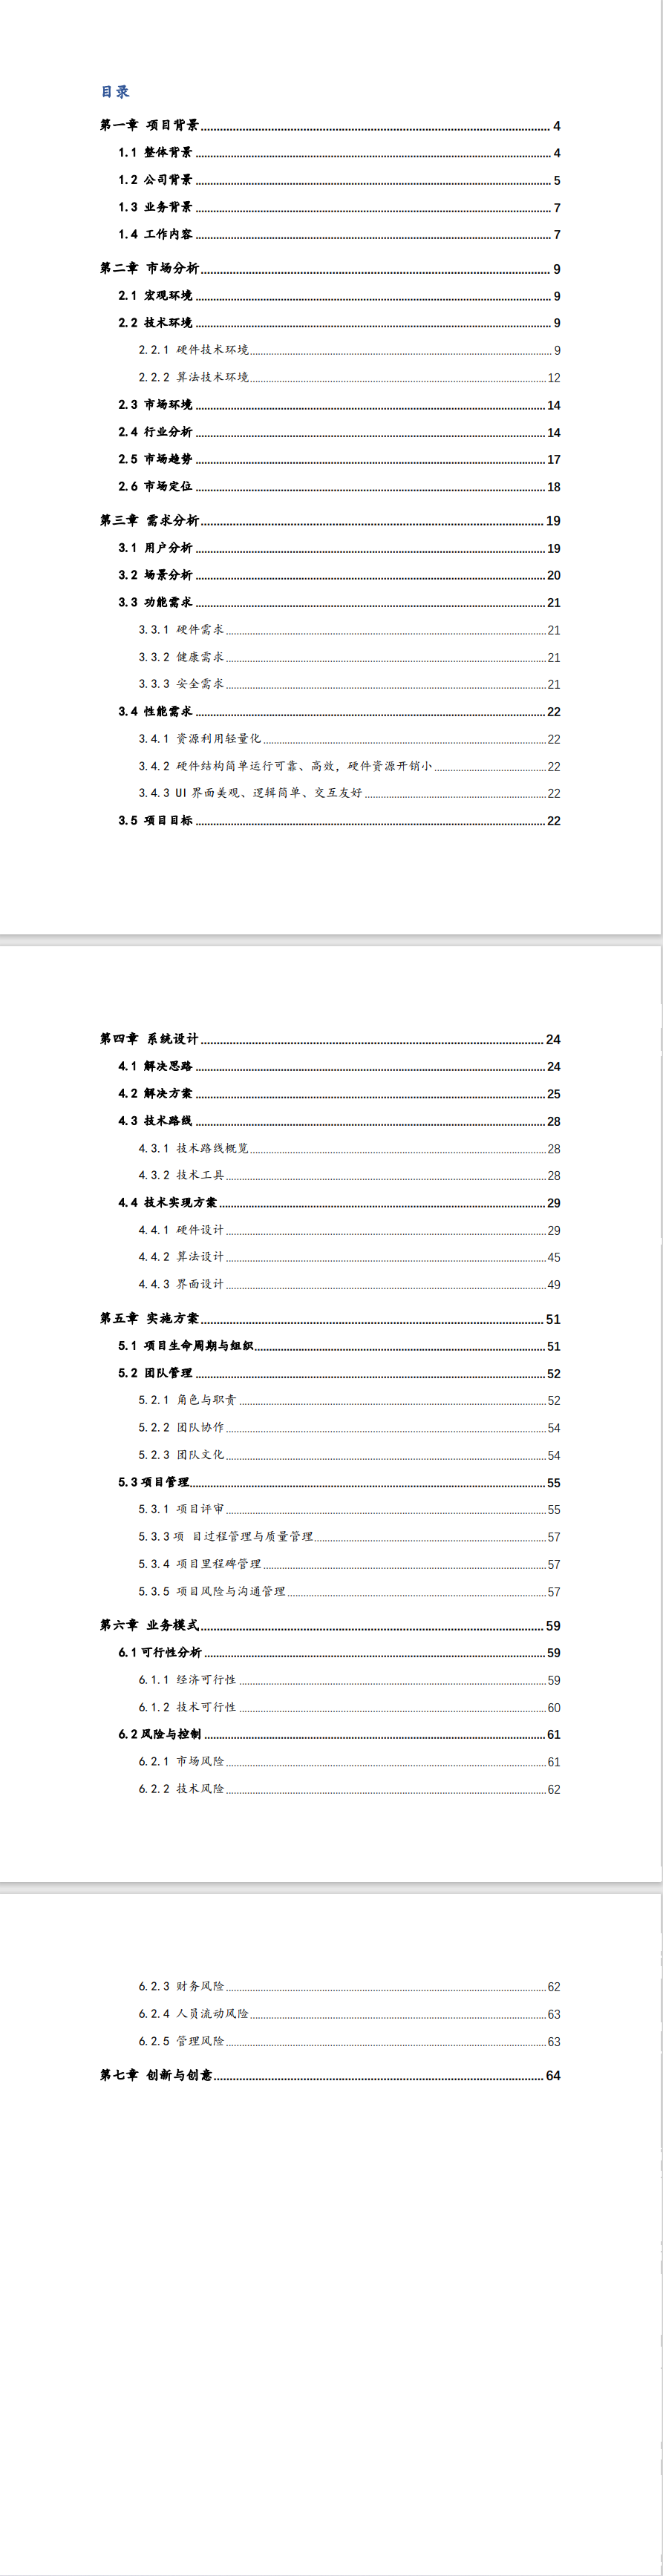 目录
第一章 项目背景 4
1.1 整体背景 4
1.2 公司背景 5
1.3 业务背景 7
1.4 工作内容 7
第二章 市场分析 9
2.1 宏观环境 9
2.2 技术环境 9
2.2.1 硬件技术环境 9
2.2.2 算法技术环境 12
2.3 市场环境 14
2.4 行业分析 14
2.5 市场趋势 17
2.6 市场定位 18
第三章 需求分析 19
3.1 用户分析 19
3.2 场景分析 20
3.3 功能需求 21
3.3.1 硬件需求 21
3.3.2 健康需求 21
3.3.3 安全需求 21
3.4 性能需求 22
3.4.1 资源利用轻量化 22
3.4.2 硬件结构简单运行可靠、高效，硬件资源开销小 22
3.4.3 UI 界面美观、逻辑简单、交互友好 22
3.5 项目目标 22
第四章 系统设计 24
4.1 解决思路 24
4.2 解决方案 25
4.3 技术路线 28
4.3.1 技术路线概览 28
4.3.2 技术工具 28
4.4 技术实现方案 29
4.4.1 硬件设计 29
4.4.2 算法设计 45
4.4.3 界面设计 49
第五章 实施方案 51
5.1 项目生命周期与组织 51
5.2 团队管理 52
5.2.1 角色与职责 52
5.2.2 团队协作 54
5.2.3 团队文化 54
5.3项目管理 55
5.3.1 项目评审 55
5.3.3项 目过程管理与质量管理 57
5.3.4 项目里程碑管理 57
5.3.5 项目风险与沟通管理 57
第六章 业务模式 59
6.1可行性分析 59
6.1.1 经济可行性 59
6.1.2 技术可行性 60
6.2风险与控制 61
6.2.1 市场风险 61
6.2.2 技术风险 62
6.2.3 财务风险 62
6.2.4 人员流动风险 63
6.2.5 管理风险 63
第七章 创新与创意 64